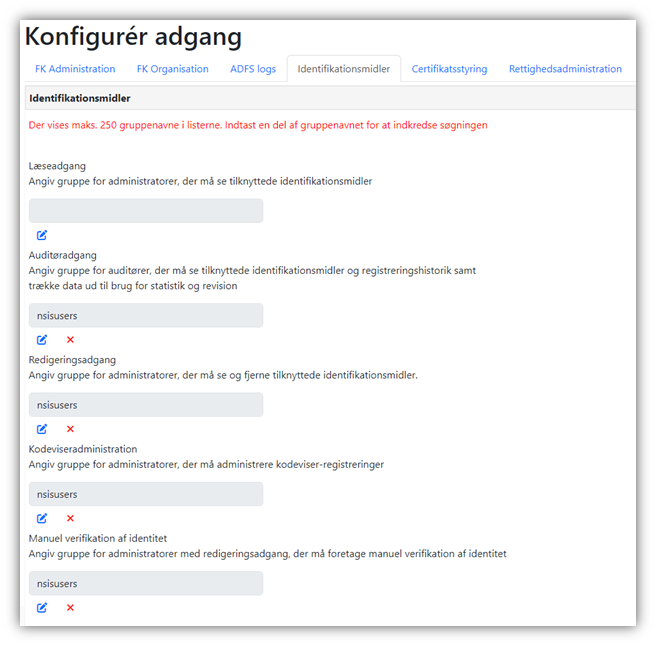 Konfigurér adgang
FK Administration FK Organisation ADFS logs Identifikationsmidler Certifikatsstyring Rettighedsadministration
Identifikationsmidler
Der vises maks. 250 gruppenavne i listerne. Indtast en del af gruppenavnet for at indkredse søgningen
Læseadgang
Angiv gruppe for administratorer, der må se tilknyttede identifikationsmidler
Auditøradgang
Angiv gruppe for auditører, der må se tilknyttede identifikationsmidler og registreringshistorik samt
trække data ud til brug for statistik og revision
nsisusers
Redigeringsadgang
Angiv gruppe for administratorer, der må se og fjerne tilknyttede identifikationsmidler.
nsisusers
Kodeviseradministration
Angiv gruppe for administratorer, der må administrere kodeviser-registreringer
nsisusers
Manuel verifikation af identitet
Angiv gruppe for administratorer med redigeringsadgang, der må foretage manuel verifikation af identitet
nsisusers